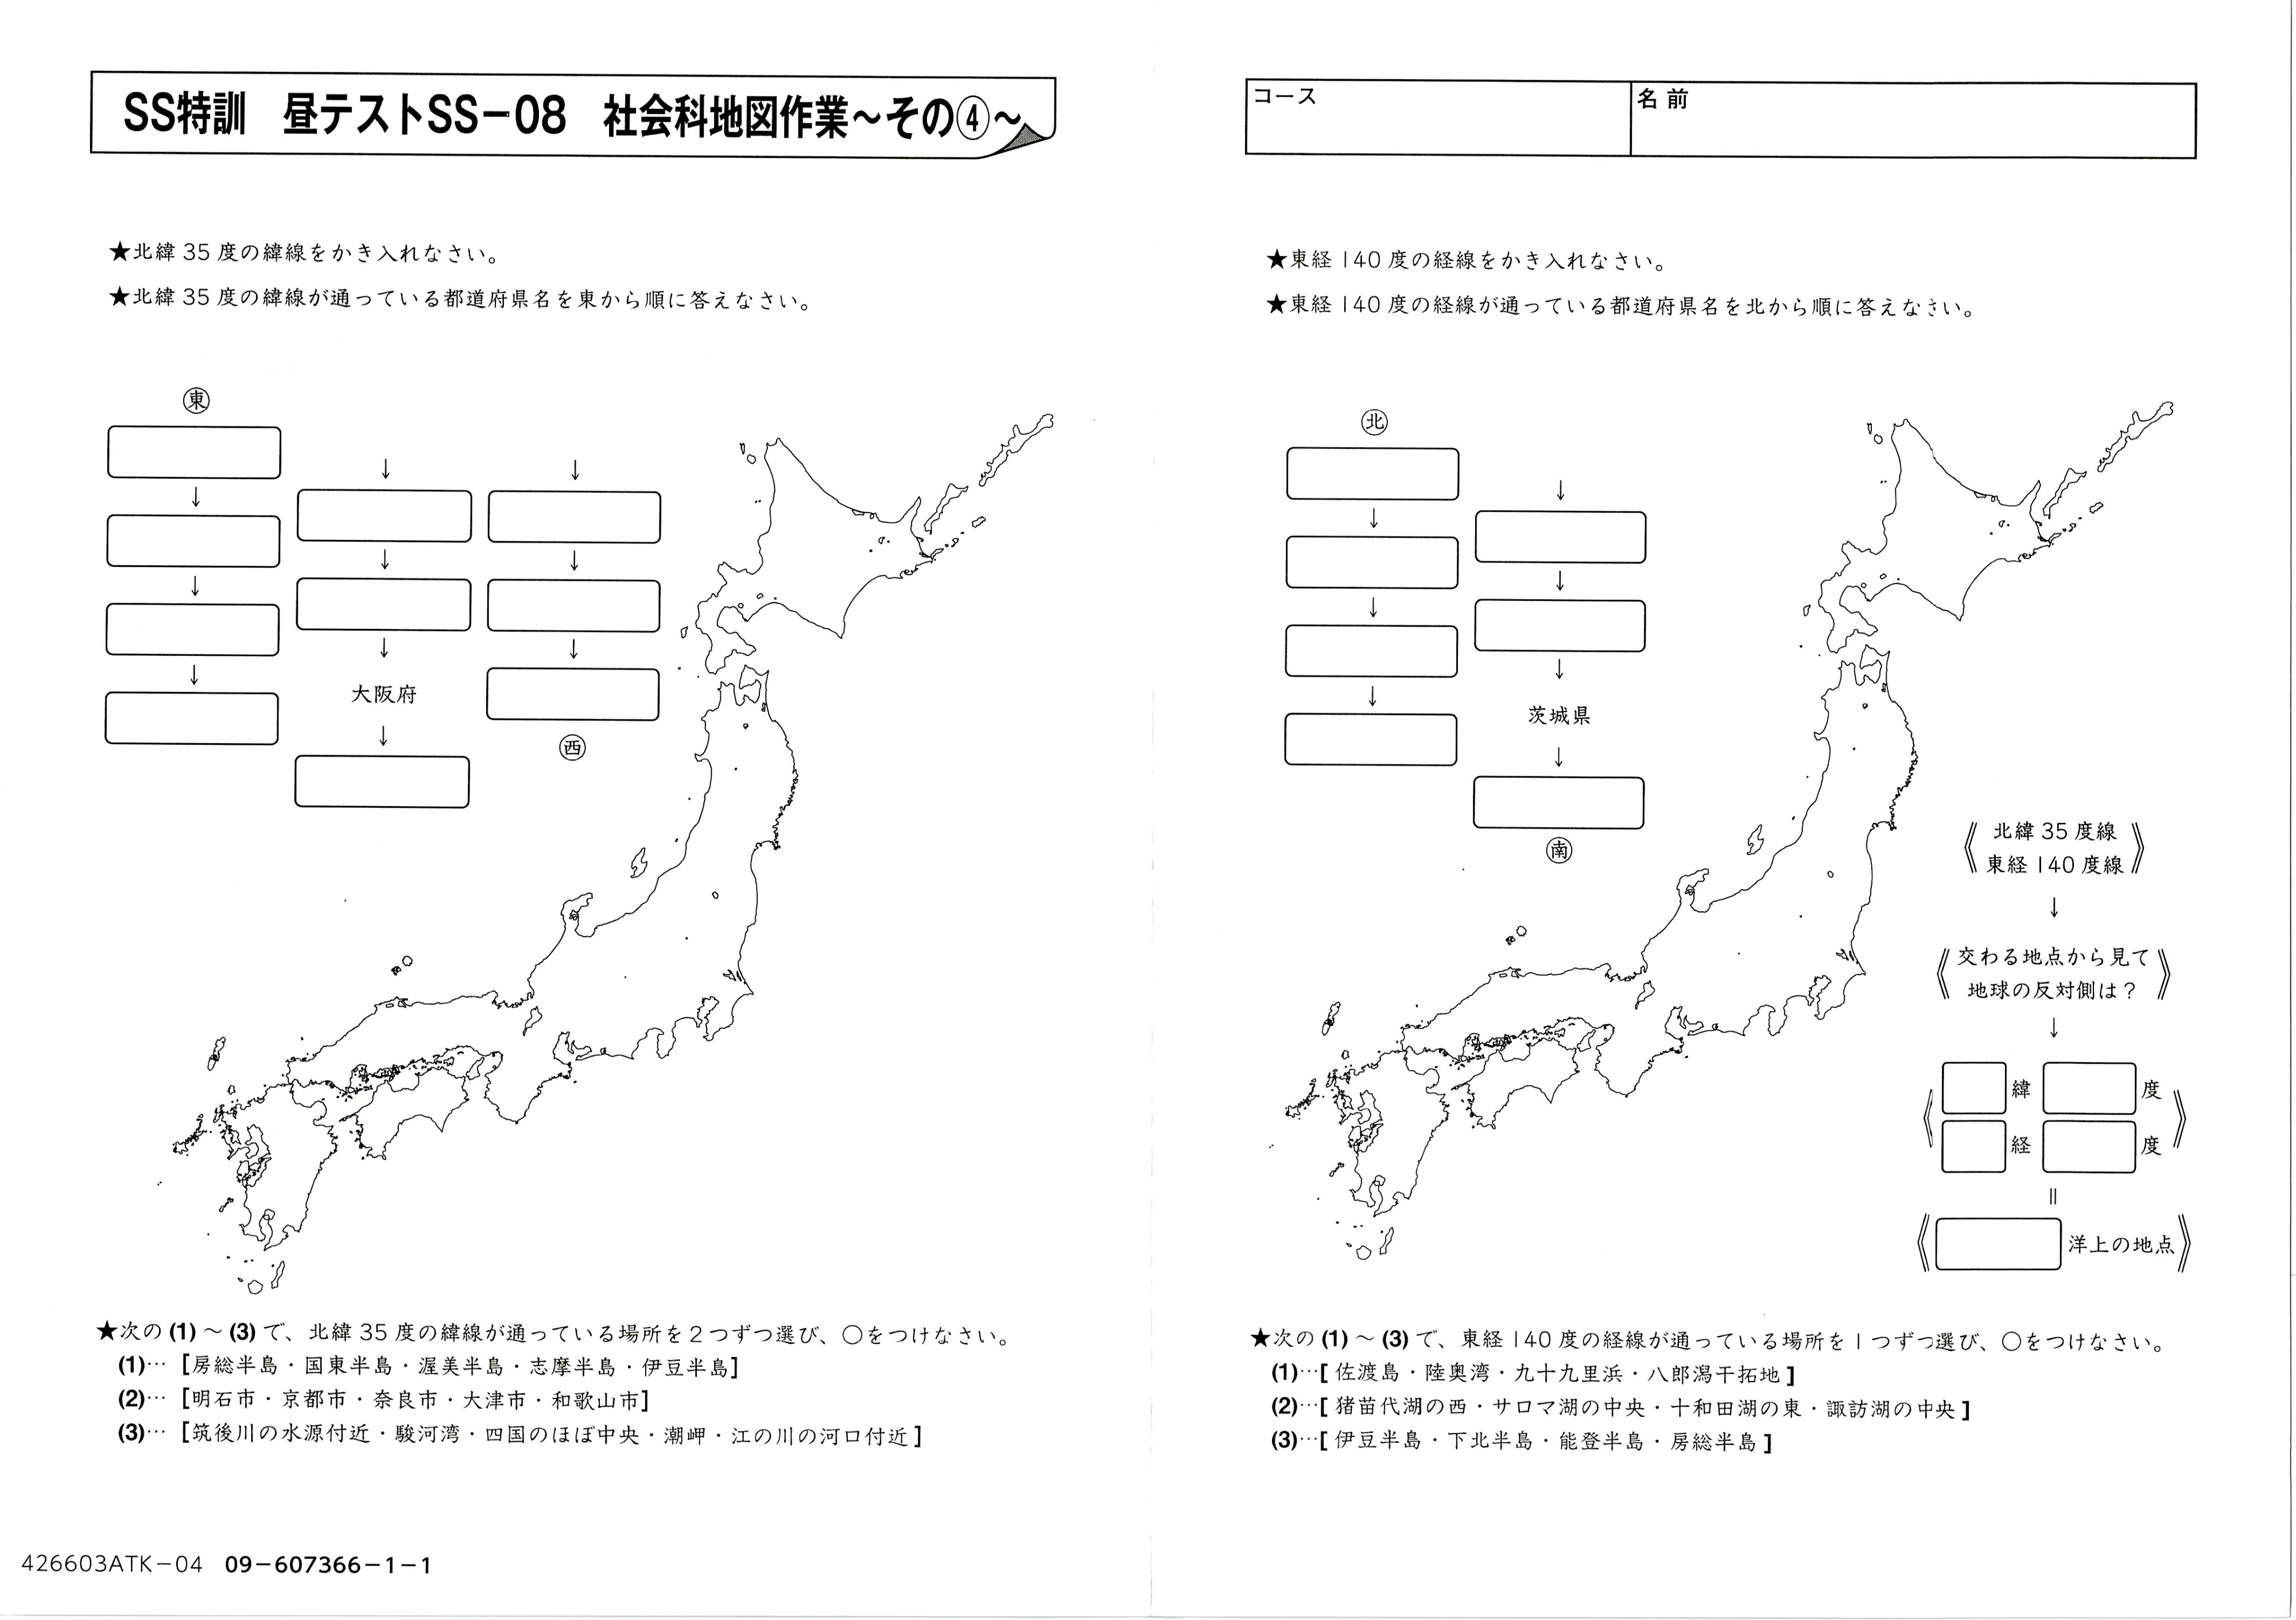 SS特訓　昼テストSS－08　社会科地図作業～その④～
★北緯35度の緯線をかき入れなさい。
★北緯35度の緯線が通っている都道府県名を東から順に答えなさい。
東
↓
↓
↓
↓
↓
↓
大阪府
↓
↓
↓
↓
西
★次の(1)～(3)で、北緯35度の緯線が通っている場所を2つずつ選び、○をつけなさい。
(1)…［房総半島・国東半島・渥美半島・志摩半島・伊豆半島］
(2)…［明石市・京都市・奈良市・大津市・和歌山市］
(3)…［筑後川の水源付近・駿河湾・四国のほぼ中央・潮岬・江の川の河口付近］
426603ATK－04　09－607366－1－1
コース
名前
★東経140度の経線をかき入れなさい。
★東経140度の経線が通っている都道府県名を北から順に答えなさい。
北
↓
↓
↓
↓
↓
↓
茨城県
↓
南
《北緯35度線
東経140度線》
↓
《交わる地点から見て
地球の反対側は？》
↓
《緯　度
経　度》
＝
《洋上の地点》
★次の(1)～(3)で、東経140度の経線が通っている場所を1つずつ選び、○をつけなさい。
(1)…［佐渡島・陸奥湾・九十九里浜・八郎潟干拓地］
(2)…［猪苗代湖の西・サロマ湖の中央・十和田湖の東・諏訪湖の中央］
(3)…［伊豆半島・下北半島・能登半島・房総半島］